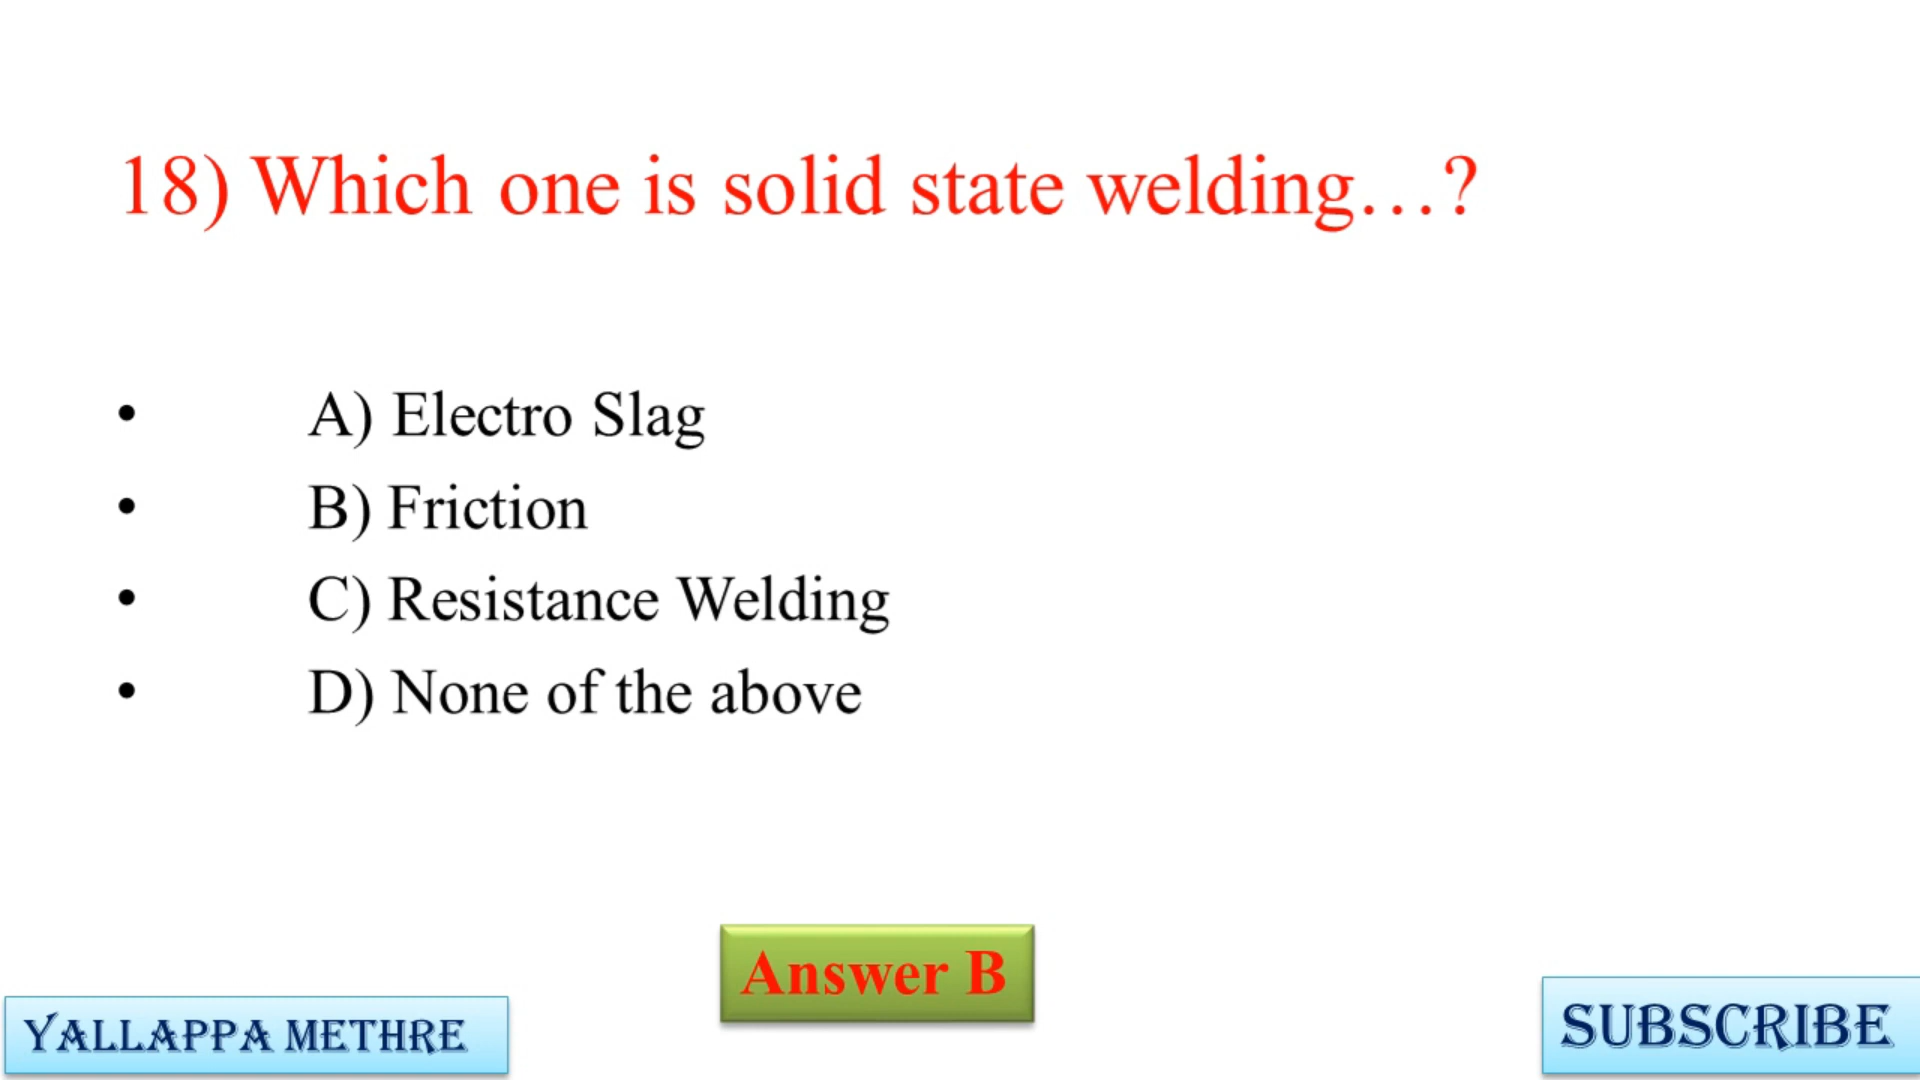 18) Which one is solid state welding...?
• A) Electro Slag
• B) Friction
• C) Resistance Welding
• D) None of the above
Answer B
YALLAPPA METHRE
SUBSCRIBE